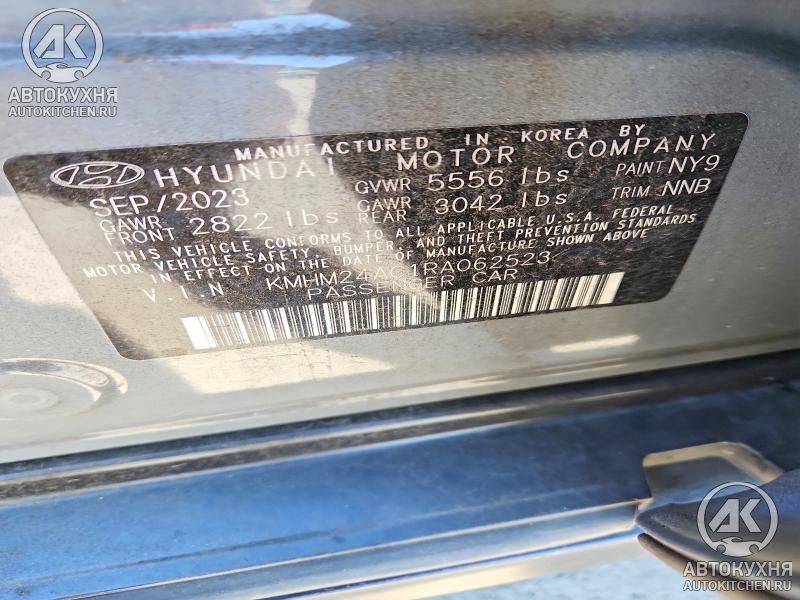 АК
АВТОКУХНЯ
AUTOKITCHEN.RU
MANUFACTURED IN KOREA BY
HYUNDAI MOTOR COMPANY
SEP/2023 GVWR 5556 lbs PAINT NY9
GAWR FRONT 2822 lbs GAWR REAR 3042 lbs TRIM NNB
THIS VEHICLE CONFORMS TO ALL APPLICABLE U.S.A. FEDERAL
MOTOR VEHICLE SAFETY, BUMPER, AND THEFT PREVENTION STANDARDS
IN EFFECT ON THE DATE OF MANUFACTURE SHOWN ABOVE
V.I.N KMHM24AC1RA062523
PASSENGER CAR
АК
АВТОКУХНЯ
AUTOKITCHEN.RU